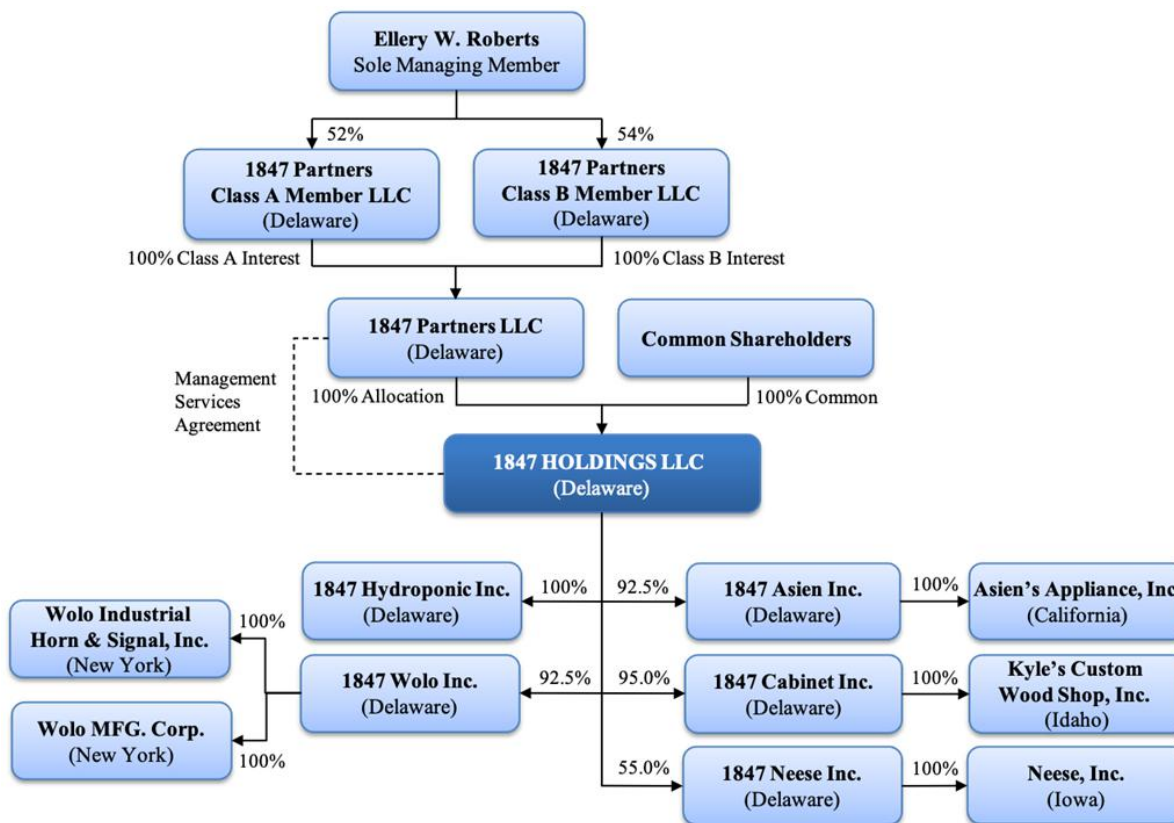 Ellery W. Roberts
Sole Managing Member
52%
54%
1847 Partners
Class A Member LLC
(Delaware)
1847 Partners
Class B Member LLC
(Delaware)
100% Class A Interest
100% Class B Interest
1847 Partners LLC
(Delaware)
Common Shareholders
Management
Services
Agreement
100% Allocation
100% Common
1847 HOLDINGS LLC
(Delaware)
1847 Hydroponic Inc.
(Delaware)
100%
92.5%
1847 Asien Inc.
(Delaware)
100%
Asien’s Appliance, Inc
(California)
Wolo Industrial
Horn & Signal, Inc.
(New York)
100%
1847 Wolo Inc.
(Delaware)
92.5%
95.0%
1847 Cabinet Inc.
(Delaware)
100%
Kyle’s Custom
Wood Shop, Inc.
(Idaho)
Wolo MFG. Corp.
(New York)
100%
55.0%
1847 Neese Inc.
(Delaware)
100%
Neese, Inc.
(Iowa)